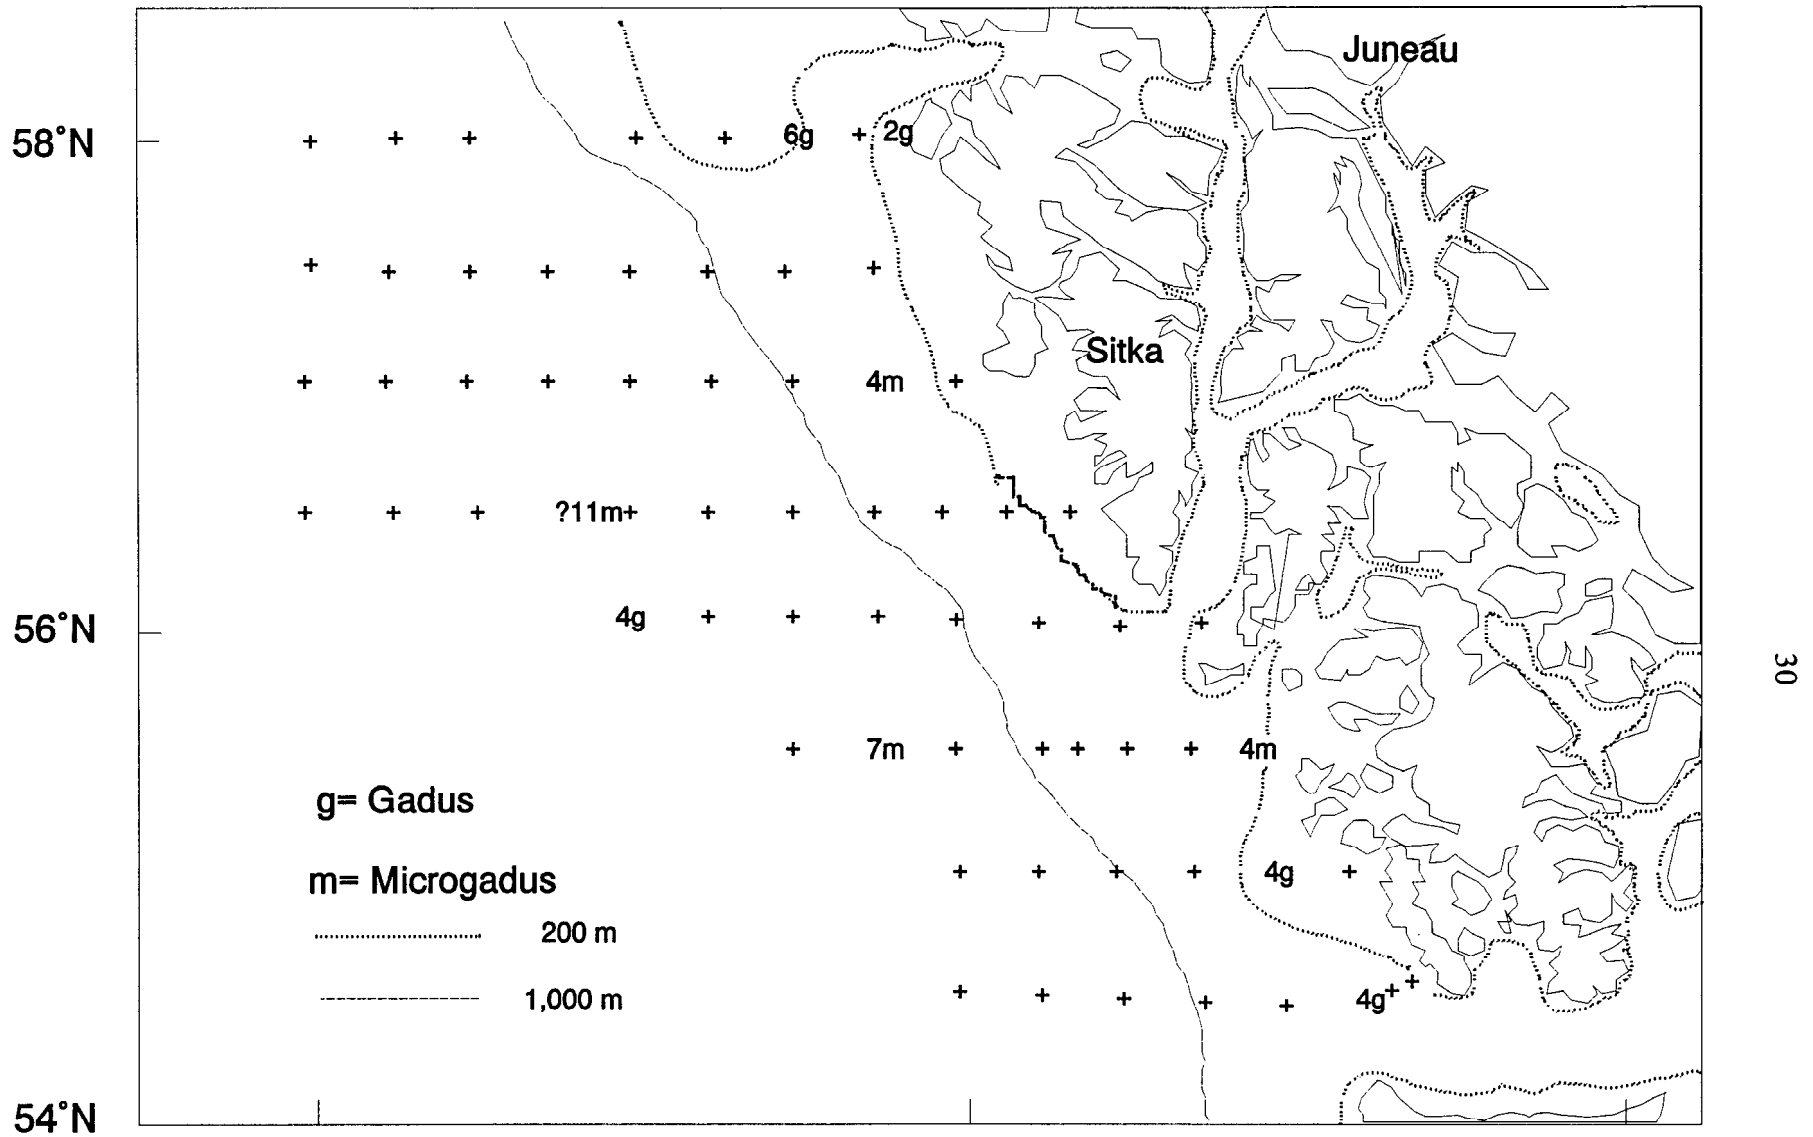 Juneau
58°N
6g
2g
Sitka
4m
?11m
4g
56°N
30
7m
4m
g= Gadus
m= Microgadus
4g
200 m
1,000 m
4g
54°N